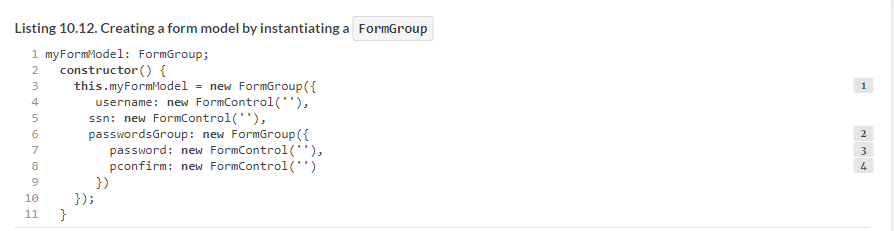 Listing 10.12. Creating a form model by instantiating a FormGroup
1 myFormModel: FormGroup;
2   constructor() {
3     this.myFormModel = new FormGroup({ 1
4        username: new FormControl(''),
5       ssn: new FormControl(''),
6       passwordsGroup: new FormGroup({ 2
7          password: new FormControl(''), 3
8          pconfirm: new FormControl('') 4
9        })
10     });
11   }